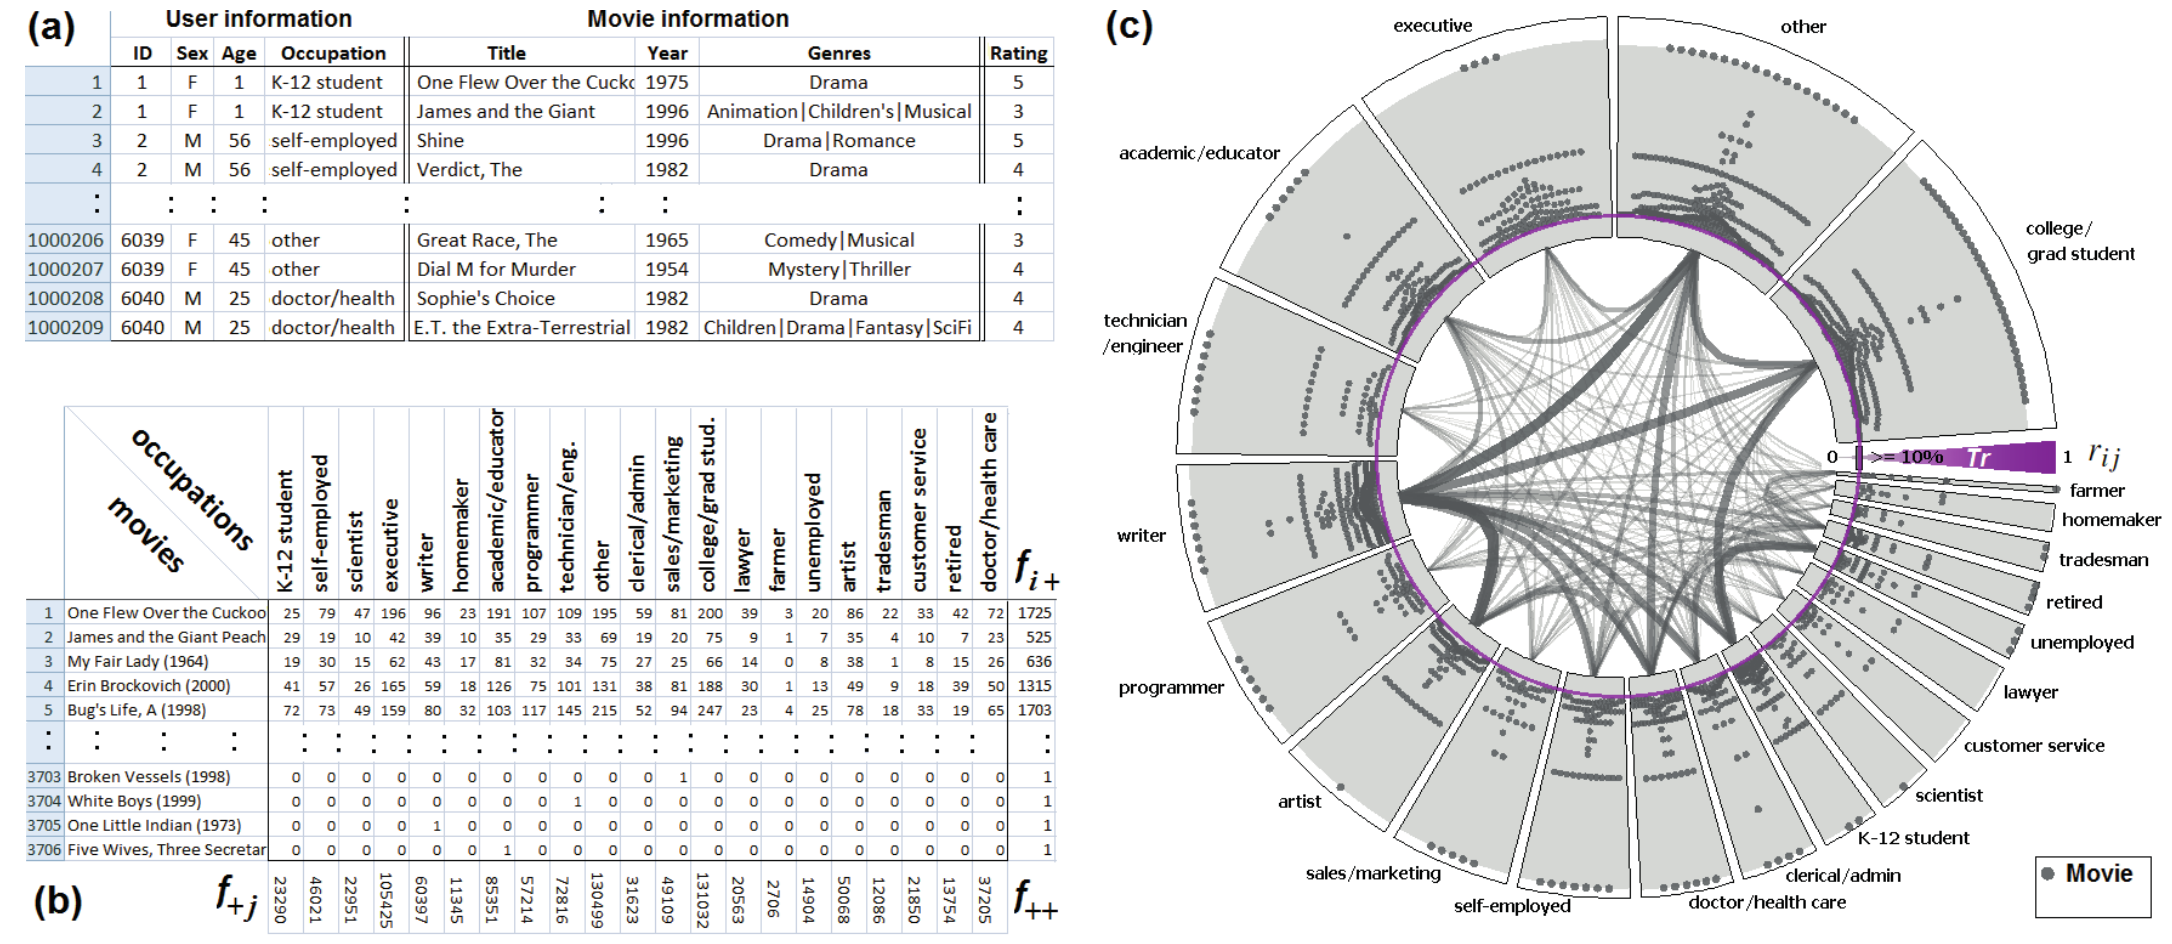 (a)
User information Movie information
ID Sex Age Occupation Title Year Genres Rating
1 1 F 1 K-12 student One Flew Over the Cucko 1975 Drama 5
2 1 F 1 K-12 student James and the Giant 1996 Animation|Children's|Musical 3
3 2 M 56 self-employed Shine 1996 Drama|Romance 5
4 2 M 56 self-employed Verdict, The 1982 Drama 4
: : : : : : : :
1000206 6039 F 45 other Great Race, The 1965 Comedy|Musical 3
1000207 6039 F 45 other Dial M for Murder 1954 Mystery|Thriller 4
1000208 6040 M 25 doctor/health Sophie's Choice 1982 Drama 4
1000209 6040 M 25 doctor/health E.T. the Extra-Terrestrial 1982 Children|Drama|Fantasy|SciFi 4
occupations
movies
K-12 student
self-employed
scientist
executive
writer
homemaker
academic/educator
programmer
technician/eng.
other
clerical/admin
sales/marketing
college/grad stud.
lawyer
farmer
unemployed
artist
tradesman
customer service
retired
doctor/health care
fi+
1 One Flew Over the Cuckoo 25 79 47 196 96 23 191 107 109 195 59 81 200 39 3 20 86 22 33 42 72 1725
2 James and the Giant Peach 29 19 10 42 39 10 35 29 33 69 19 20 75 9 1 7 35 4 10 7 23 525
3 My Fair Lady (1964) 19 30 15 62 43 17 81 32 34 75 27 25 66 14 0 8 38 1 8 15 26 636
4 Erin Brockovich (2000) 41 57 26 165 59 18 126 75 101 131 38 81 188 30 1 13 49 9 18 39 50 1315
5 Bug's Life, A (1998) 72 73 49 159 80 32 103 117 145 215 52 94 247 23 4 25 78 18 33 19 65 1703
: : : : : : : : : : : : : : : : : : : : : : : : :
3703 Broken Vessels (1998) 0 0 0 0 0 0 0 0 0 0 0 1 0 0 0 0 0 0 0 0 0 1
3704 White Boys (1999) 0 0 0 0 0 0 0 0 1 0 0 0 0 0 0 0 0 0 0 0 0 1
3705 One Little Indian (1973) 0 0 0 0 1 0 0 0 0 0 0 0 0 0 0 0 0 0 0 0 0 1
3706 Five Wives, Three Secretar 0 0 0 0 0 0 1 0 0 0 0 0 0 0 0 0 0 0 0 0 0 1
(b)
f+j 23290 46021 22951 105425 60397 11345 85351 57214 72816 130499 31623 49109 131032 20563 2706 14904 50068 12086 21850 13754 37205 f++
(c)
executive
other
academic/educator
college/
grad student
technician
/engineer
0 >= 10% Tr 1 rij
farmer
homemaker
writer
tradesman
retired
unemployed
programmer
lawyer
customer service
artist
scientist
K-12 student
sales/marketing
clerical/admin
self-employed
doctor/health care
Movie